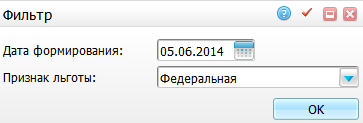 Фильтр
Дата формирования: 05.06.2014
Признак льготы: Федеральная
OK